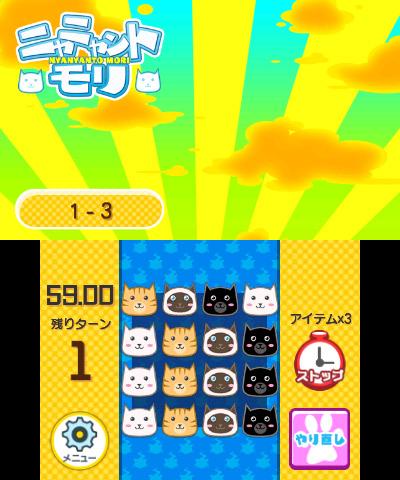 ニャニャント
NYANYANTO MORI
モリ
1 - 3
59.00
残りターン
1
メニュー
アイテムx3
ストップ
やり直し